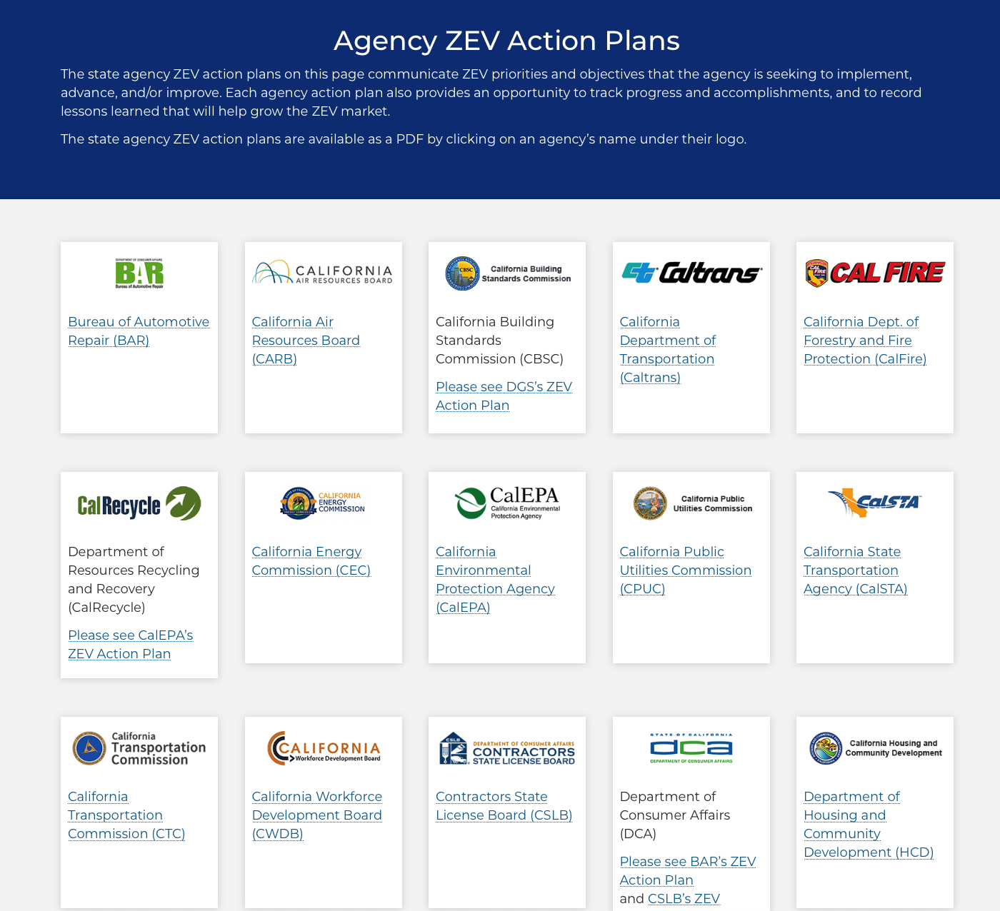 Agency ZEV Action Plans
The state agency ZEV action plans on this page communicate ZEV priorities and objectives that the agency is seeking to implement,
advance, and/or improve. Each agency action plan also provides an opportunity to track progress and accomplishments, and to record
lessons learned that will help grow the ZEV market.
The state agency ZEV action plans are available as a PDF by clicking on an agency’s name under their logo.
DEPARTMENT OF CONSUMER AFFAIRS
BAR
Bureau of Automotive Repair
Bureau of Automotive
Repair (BAR)
CALIFORNIA
AIR RESOURCES BOARD
California Air
Resources Board
(CARB)
CBSC
California Building
Standards Commission
California Building
Standards
Commission (CBSC)
Please see DGS’s ZEV
Action Plan
ct Caltrans®
California
Department of
Transportation
(Caltrans)
CAL FIRE
CAL FIRE
California Dept. of
Forestry and Fire
Protection (CalFire)
CalRecycle
Department of
Resources Recycling
and Recovery
(CalRecycle)
Please see CalEPA’s
ZEV Action Plan
STATE OF CALIFORNIA
ENERGY COMMISSION
CALIFORNIA
ENERGY
COMMISSION
California Energy
Commission (CEC)
CalEPA
California Environmental
Protection Agency
California
Environmental
Protection Agency
(CalEPA)
California Public
Utilities Commission
California Public
Utilities Commission
(CPUC)
CalSTA
California State
Transportation
Agency (CalSTA)
California
Transportation
Commission
California
Transportation
Commission (CTC)
CALIFORNIA
Workforce Development Board
California Workforce
Development Board
(CWDB)
CSLB
DEPARTMENT OF CONSUMER AFFAIRS
CONTRACTORS
STATE LICENSE BOARD
Contractors State
License Board (CSLB)
STATE OF CALIFORNIA
dca
DEPARTMENT OF CONSUMER AFFAIRS
Department of
Consumer Affairs
(DCA)
Please see BAR’s ZEV
Action Plan
and CSLB’s ZEV
California Housing and
Community Development
Department of
Housing and
Community
Development (HCD)